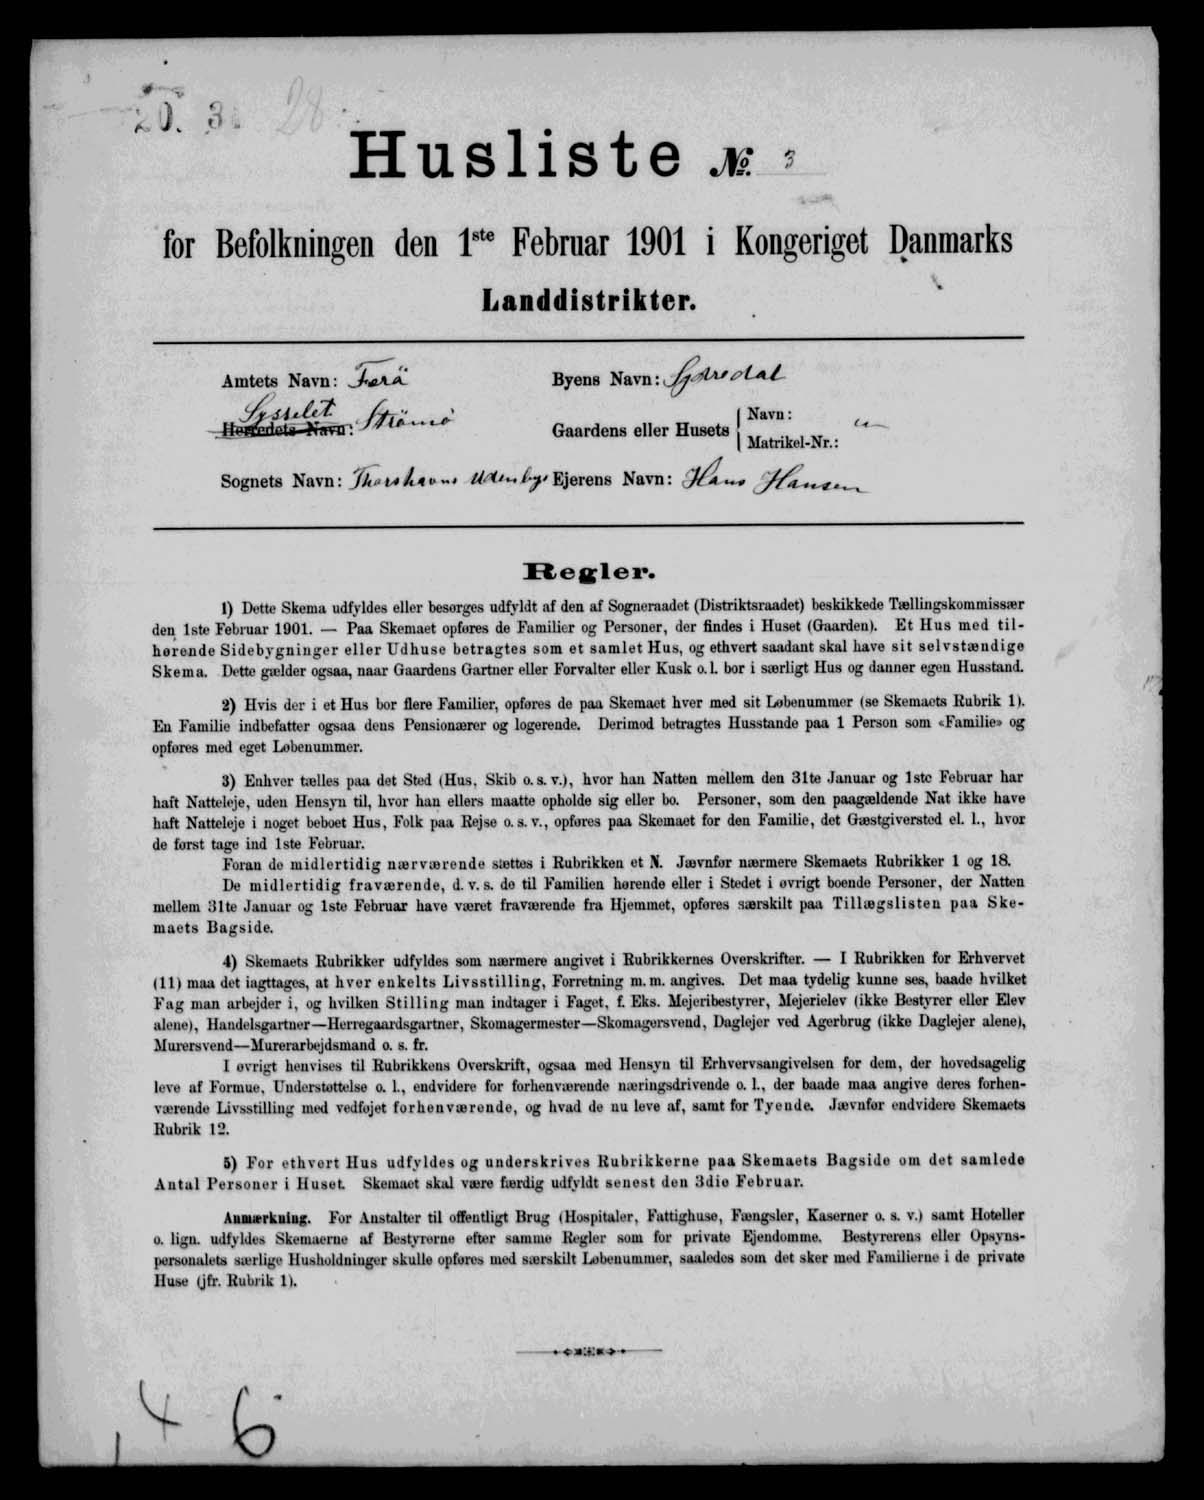 20. 3 28
Husliste No. 3
for Befolkningen den 1ste Februar 1901 i Kongeriget Danmarks
Landdistrikter.
Amtets Navn: Færö
Byens Navn:
Sysselet
Herredets Navn: Strömö
Gaardens eller Husets { Navn:
Matrikel-Nr.:
Sognets Navn: Thorshavns Udenbys
Ejerens Navn: Hans Hansen
Regler.
1) Dette Skema udfyldes eller besørges udfyldt af den af Sogneraadet (Distriktsraadet) beskikkede Tællingskommissær
den 1ste Februar 1901. — Paa Skemaet opføres de Familier og Personer, der findes i Huset (Gaarden). Et Hus med til-
hørende Sidebygninger eller Udhuse betragtes som et samlet Hus, og ethvert saadant skal have sit selvstændige
Skema. Dette gælder ogsaa, naar Gaardens Gartner eller Forvalter eller Kusk o. l. bor i særligt Hus og danner egen Husstand.
2) Hvis der i et Hus bor flere Familier, opføres de paa Skemaet hver med sit Løbenummer (se Skemaets Rubrik 1).
En Familie indbefatter ogsaa dens Pensionærer og logerende. Derimod betragtes Husstande paa 1 Person som «Familie» og
opføres med eget Løbenummer.
3) Enhver tælles paa det Sted (Hus, Skib o. s. v.), hvor han Natten mellem den 31te Januar og 1ste Februar har
haft Natteleje, uden Hensyn til, hvor han ellers maatte opholde sig eller bo. Personer, som den paagældende Nat ikke have
haft Natteleje i noget beboet Hus, Folk paa Rejse o. s. v., opføres paa Skemaet for den Familie, det Gæstgiversted el. l., hvor
de først tage ind 1ste Februar.
Foran de midlertidig nærværende sættes i Rubrikken et N. Jævnfør nærmere Skemaets Rubrikker 1 og 18.
De midlertidig fraværende, d. v. s. de til Familien hørende eller i Stedet i øvrigt boende Personer, der Natten
mellem 31te Januar og 1ste Februar have været fraværende fra Hjemmet, opføres særskilt paa Tillægslisten paa Ske-
maets Bagside.
4) Skemaets Rubrikker udfyldes som nærmere angivet i Rubrikkernes Overskrifter. — I Rubrikken for Erhvervet
(11) maa det iagttages, at hver enkelts Livsstilling, Forretning m. m. angives. Det maa tydelig kunne ses, baade hvilket
Fag man arbejder i, og hvilken Stilling man indtager i Faget, f. Eks. Mejeribestyrer, Mejerielev (ikke Bestyrer eller Elev
alene), Handelsgartner—Herregaardsgartner, Skomagermester—Skomagersvend, Daglejer ved Agerbrug (ikke Daglejer alene),
Murersvend—Murerarbejdsmand o. s. fr.
I øvrigt henvises til Rubrikkens Overskrift, ogsaa med Hensyn til Erhvervsangivelsen for dem, der hovedsagelig
leve af Formue, Understøttelse o. l., endvidere for forhenværende næringsdrivende o. l., der baade maa angive deres forhen-
værende Livsstilling med vedføjet forhenværende, og hvad de nu leve af, samt for Tyende. Jævnfør endvidere Skemaets
Rubrik 12.
5) For ethvert Hus udfyldes og underskrives Rubrikkerne paa Skemaets Bagside om det samlede
Antal Personer i Huset. Skemaet skal være færdig udfyldt senest den 3die Februar.
Anmærkning. For Anstalter til offentligt Brug (Hospitaler, Fattighuse, Fængsler, Kaserner o. s. v.) samt Hoteller
o. lign. udfyldes Skemaerne af Bestyrerne efter samme Regler som for private Ejendomme. Bestyrerens eller Opsyns-
personalets særlige Husholdninger skulle opføres med særskilt Løbenummer, saaledes som det sker med Familierne i de private
Huse (jfr. Rubrik 1).
4 6